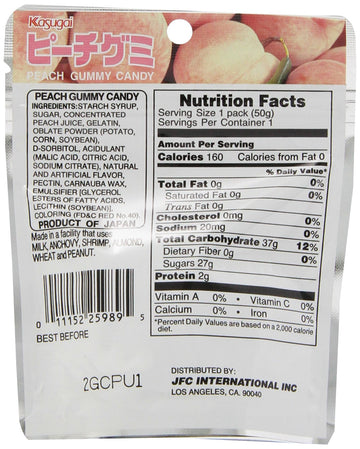 Kasugai
ピーチグミ
PEACH GUMMY CANDY
PEACH GUMMY CANDY
INGREDIENTS:STARCH SYRUP,
SUGAR, CONCENTRATED
PEACH JUICE, GELATIN,
OBLATE POWDER (POTATO,
CORN, SOYBEAN),
D-SORBITOL, ACIDULANT
(MALIC ACID, CITRIC ACID,
SODIUM CITRATE), NATURAL
AND ARTIFICIAL FLAVOR,
PECTIN, CARNAUBA WAX,
EMULSIFIER [GLYCEROL
ESTERS OF FATTY ACIDS,
LECITHIN (SOYBEAN)],
COLORING (FD&C RED No.40).
PRODUCT OF JAPAN
Made in a facility that uses
MILK, ANCHOVY, SHRIMP, ALMOND,
WHEAT and PEANUT.
0 11152 25989 5
BEST BEFORE
2GCPU1
Nutrition Facts
Serving Size 1 pack (50g)
Servings Per Container 1
Amount Per Serving
Calories 160 Calories from Fat 0
% Daily Value*
Total Fat 0g 0%
Saturated Fat 0g 0%
Trans Fat 0g
Cholesterol 0mg 0%
Sodium 20mg 0%
Total Carbohydrate 37g 12%
Dietary Fiber 0g 0%
Sugars 27g
Protein 2g
Vitamin A 0% • Vitamin C 0%
Calcium 0% • Iron 0%
*Percent Daily Values are based on a 2,000 calorie
diet.
DISTRIBUTED BY:
JFC INTERNATIONAL INC
LOS ANGELES, CA. 90040